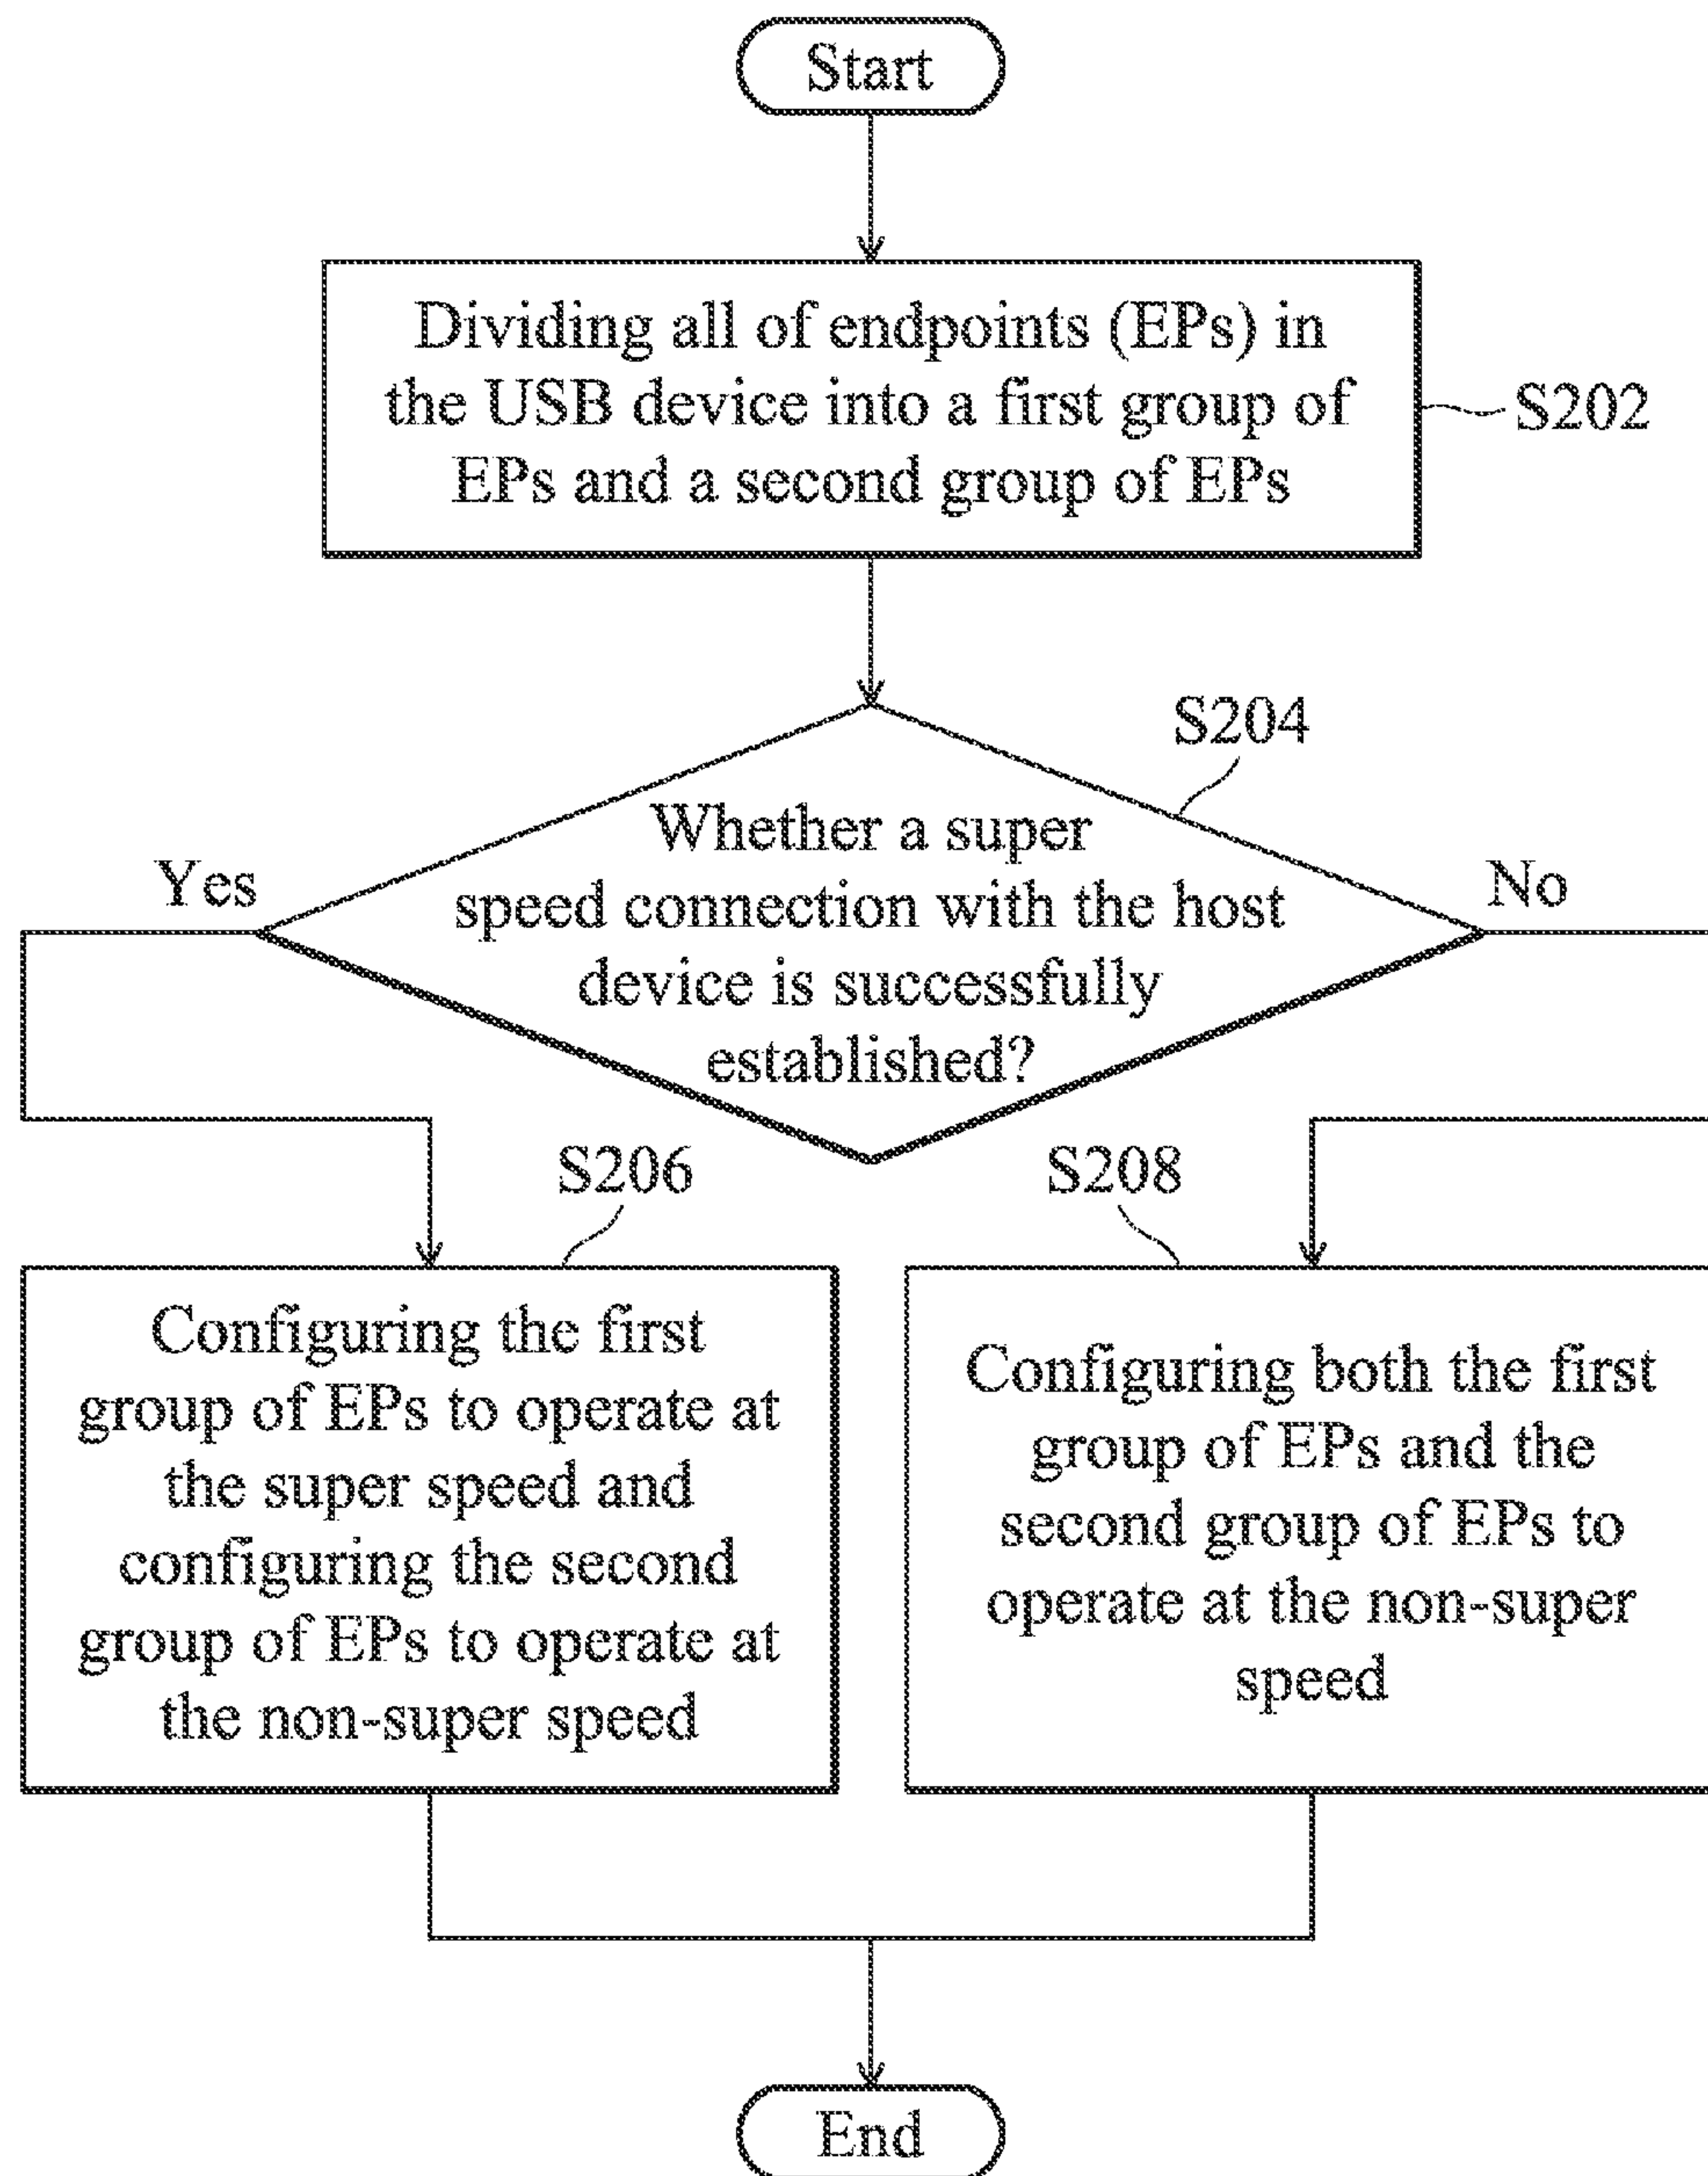 Start
Dividing all of endpoints (EPs) in
the USB device into a first group of
EPs and a second group of EPs
S202
S204
Whether a super
speed connection with the host
device is successfully
established?
Yes
No
S206
S208
Configuring the first
group of EPs to operate at
the super speed and
configuring the second
group of EPs to operate at
the non-super speed
Configuring both the first
group of EPs and the
second group of EPs to
operate at the non-super
speed
End